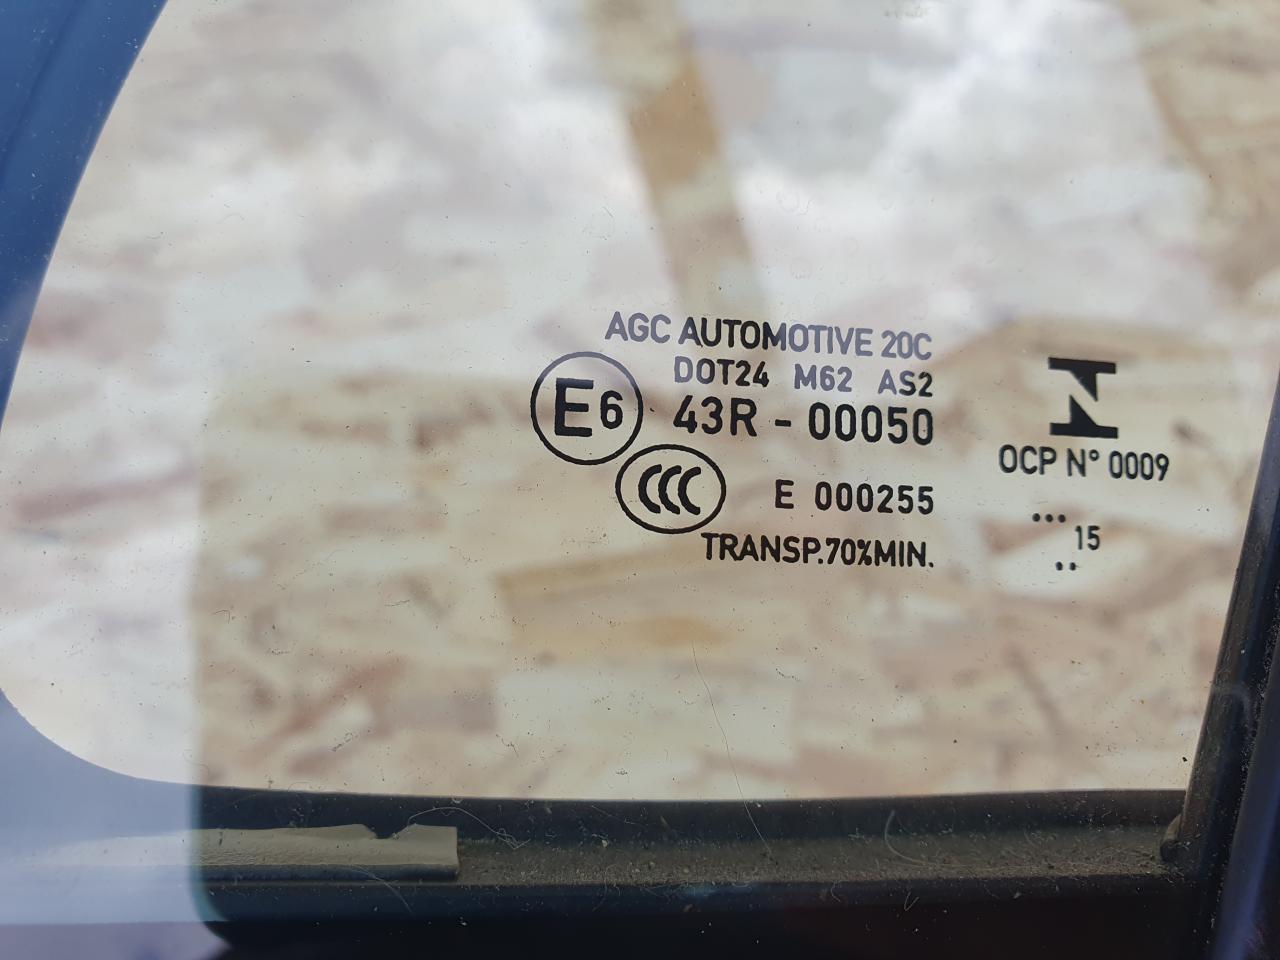 AGC AUTOMOTIVE 20C
DOT24 M62 AS2
E6 43R - 00050
CCC E 000255
TRANSP.70%MIN.
N
OCP N° 0009
...
15
..